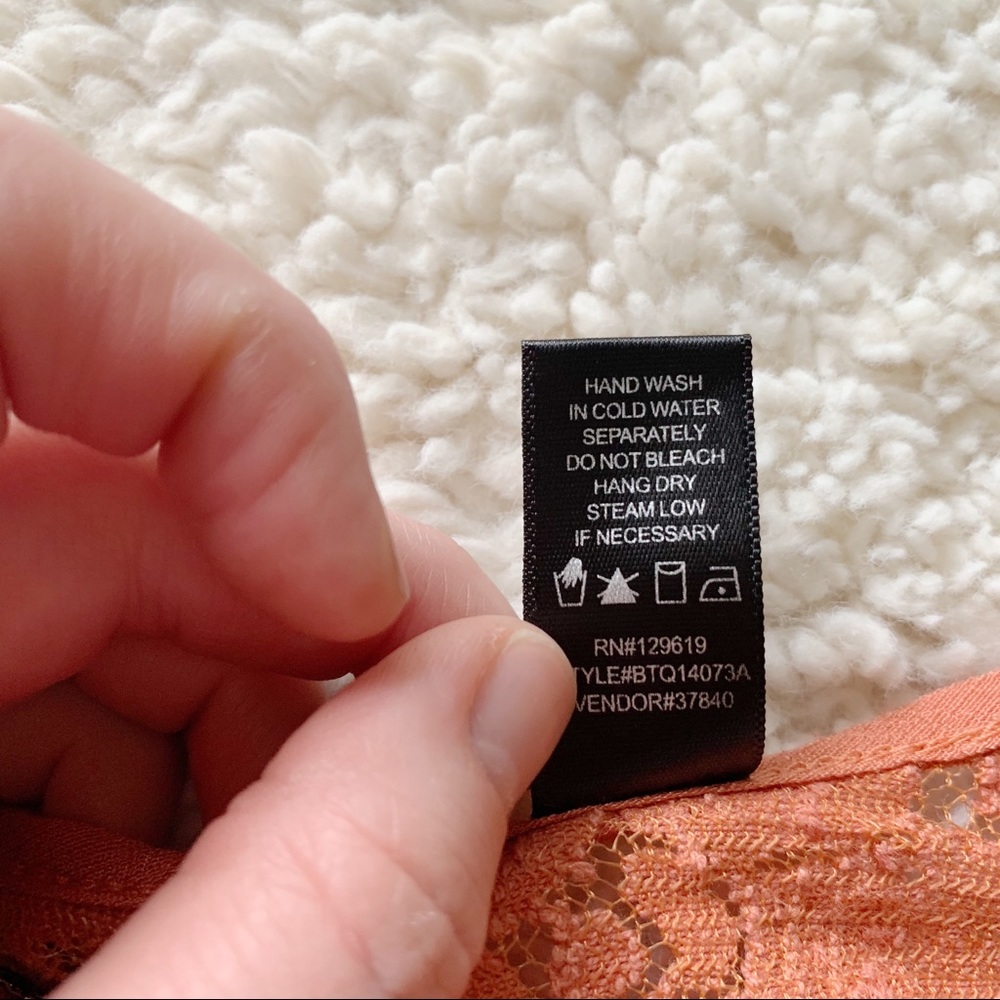 HAND WASH
IN COLD WATER
SEPARATELY
DO NOT BLEACH
HANG DRY
STEAM LOW
IF NECESSARY
RN#129619
TYLE#BTQ14073A
VENDOR#37840